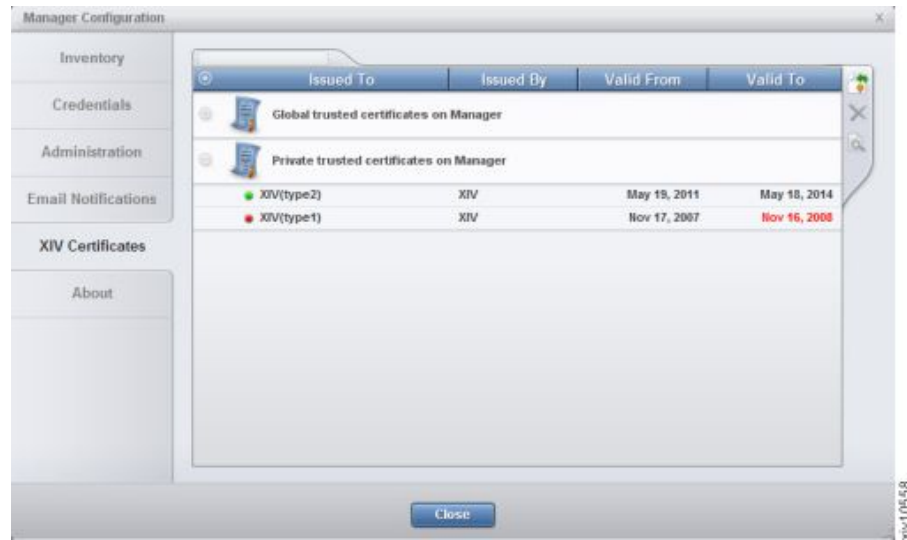 Manager Configuration X
Inventory
Credentials
Administration
Email Notifications
XIV Certificates
About
Issued To Issued By Valid From Valid To
Global trusted certificates on Manager
Private trusted certificates on Manager
XIV(type2) XIV May 19, 2011 May 18, 2014
XIV(type1) XIV Nov 17, 2007 Nov 16, 2008
Close
xiv10558